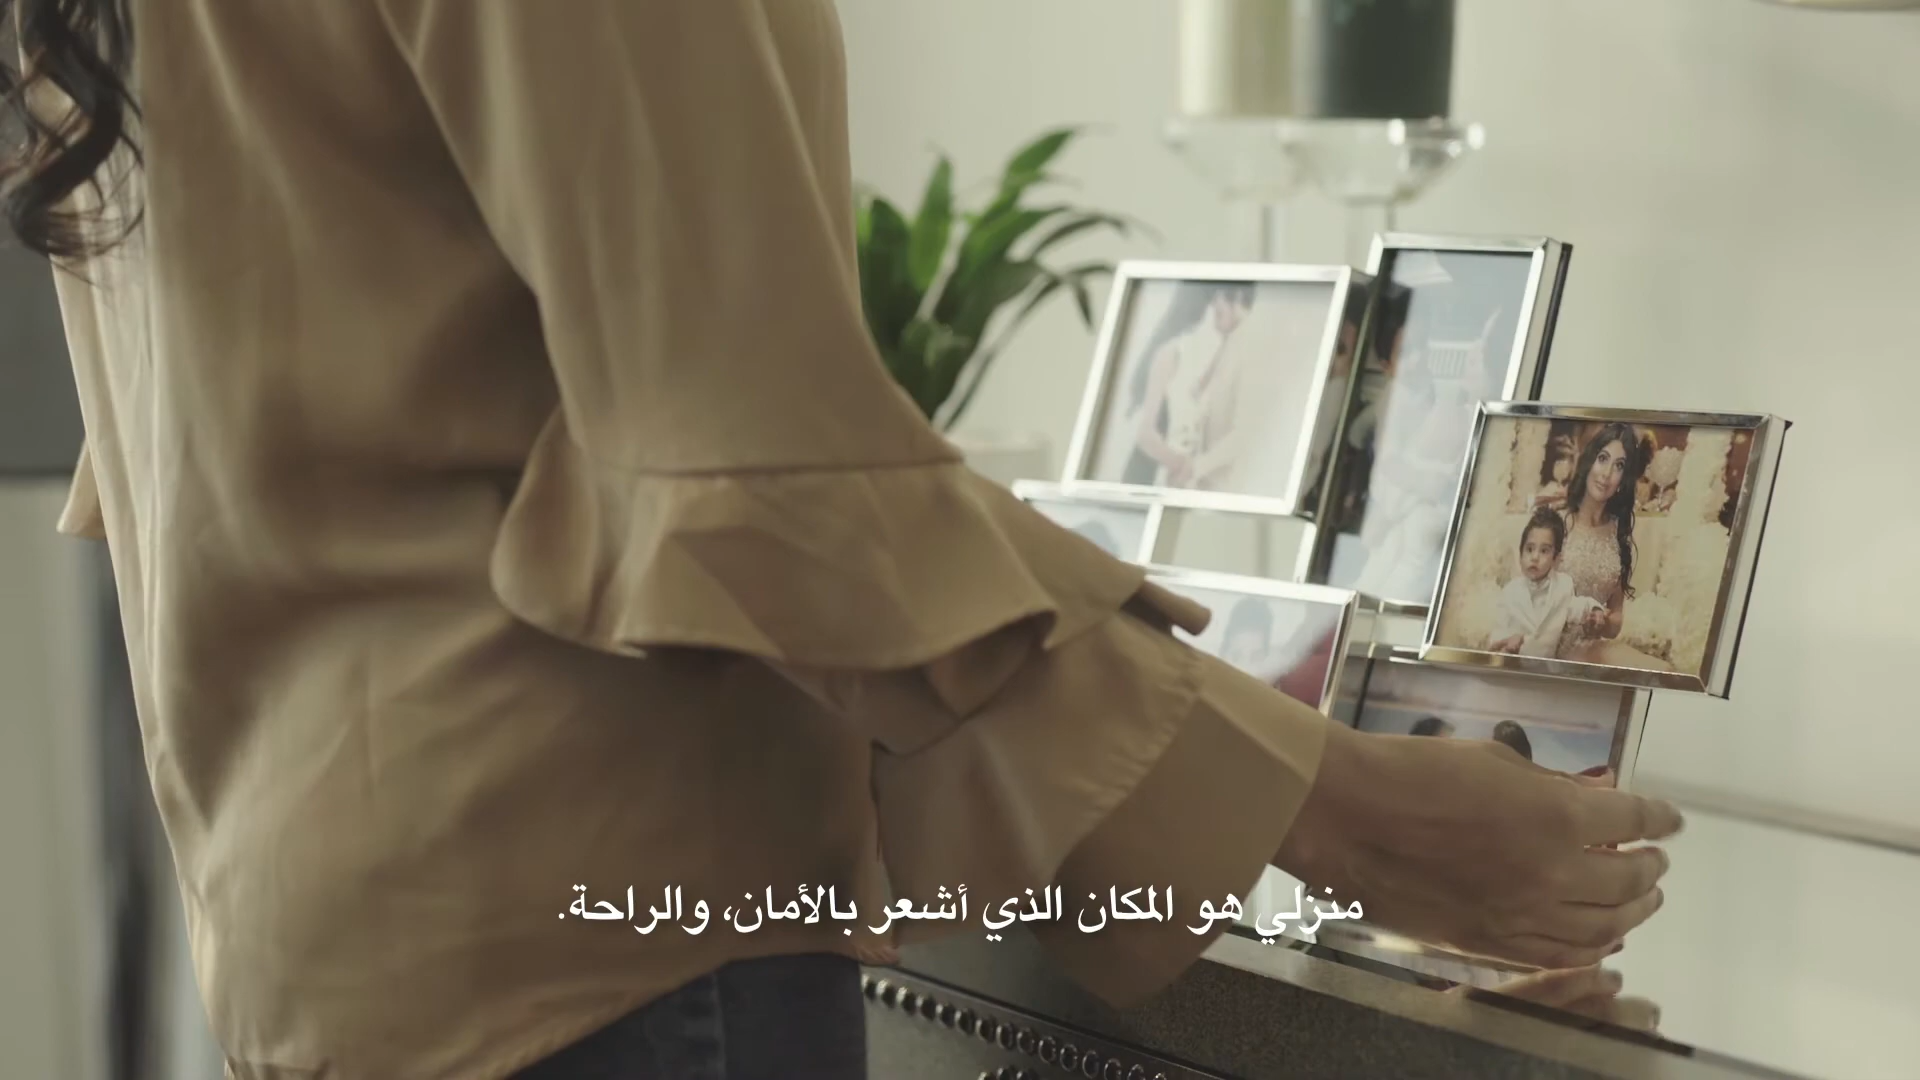 منزلي هو المكان الذي أشعر بالأمان، والراحة.